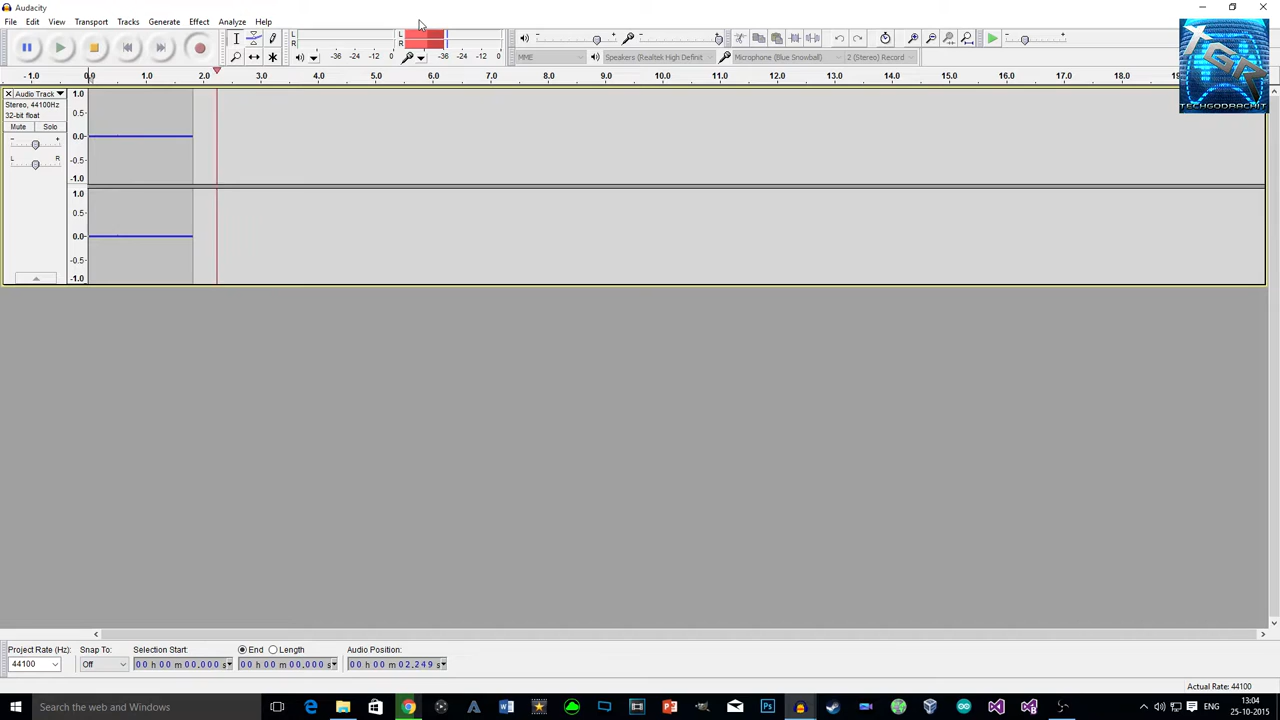 Audacity
File Edit View Transport Tracks Generate Effect Analyze Help
L
R
L
R
-36 -24 -12 0
-36 -24 -12 0
MME
Speakers (Realtek High Definit
Microphone (Blue Snowball)
2 (Stereo) Record
-1.0 0.0 1.0 2.0 3.0 4.0 5.0 6.0 7.0 8.0 9.0 10.0 11.0 12.0 13.0 14.0 15.0 16.0 17.0 18.0
TGR
TECHGODRACHIT
Audio Track
Stereo, 44100Hz
32-bit float
Mute Solo
- +
L R
1.0
0.5
0.0
-0.5
-1.0
1.0
0.5
0.0
-0.5
-1.0
Project Rate (Hz): Snap To: Selection Start: End Length Audio Position:
44100 Off 00 h 00 m 00.000 s 00 h 00 m 00.000 s 00 h 00 m 02.249 s
Actual Rate: 44100
Search the web and Windows
ENG
13:04
25-10-2015